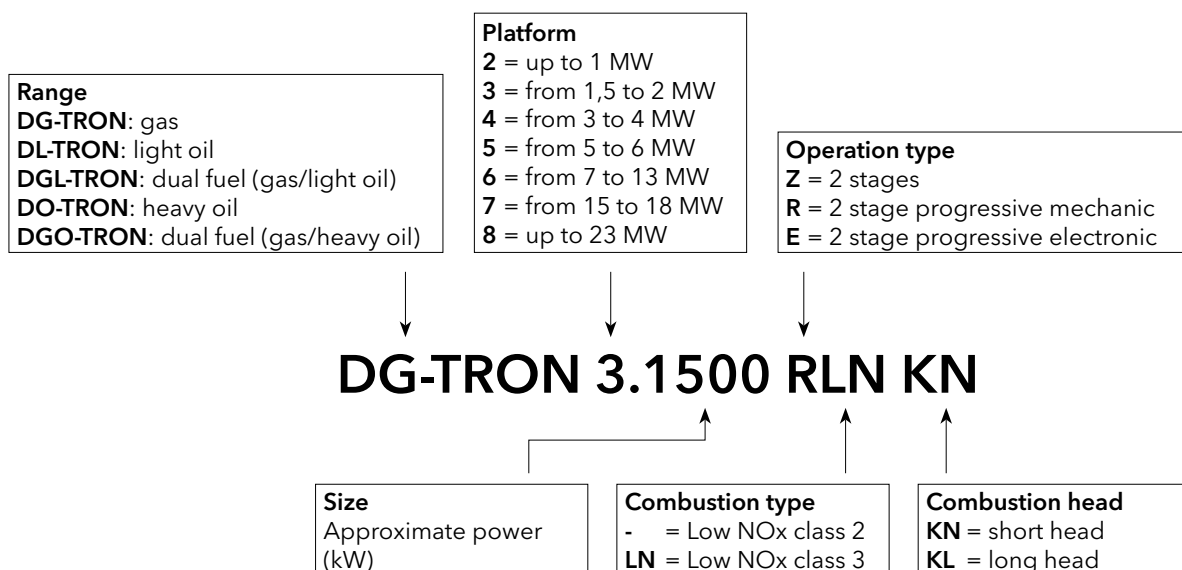 Platform
2 = up to 1 MW
3 = from 1,5 to 2 MW
4 = from 3 to 4 MW
5 = from 5 to 6 MW
6 = from 7 to 13 MW
7 = from 15 to 18 MW
8 = up to 23 MW
Range
DG-TRON: gas
DL-TRON: light oil
DGL-TRON: dual fuel (gas/light oil)
DO-TRON: heavy oil
DGO-TRON: dual fuel (gas/heavy oil)
Operation type
Z = 2 stages
R = 2 stage progressive mechanic
E = 2 stage progressive electronic
DG-TRON 3.1500 RLN KN
Size
Approximate power
(kW)
Combustion type
- = Low NOx class 2
LN = Low NOx class 3
Combustion head
KN = short head
KL = long head